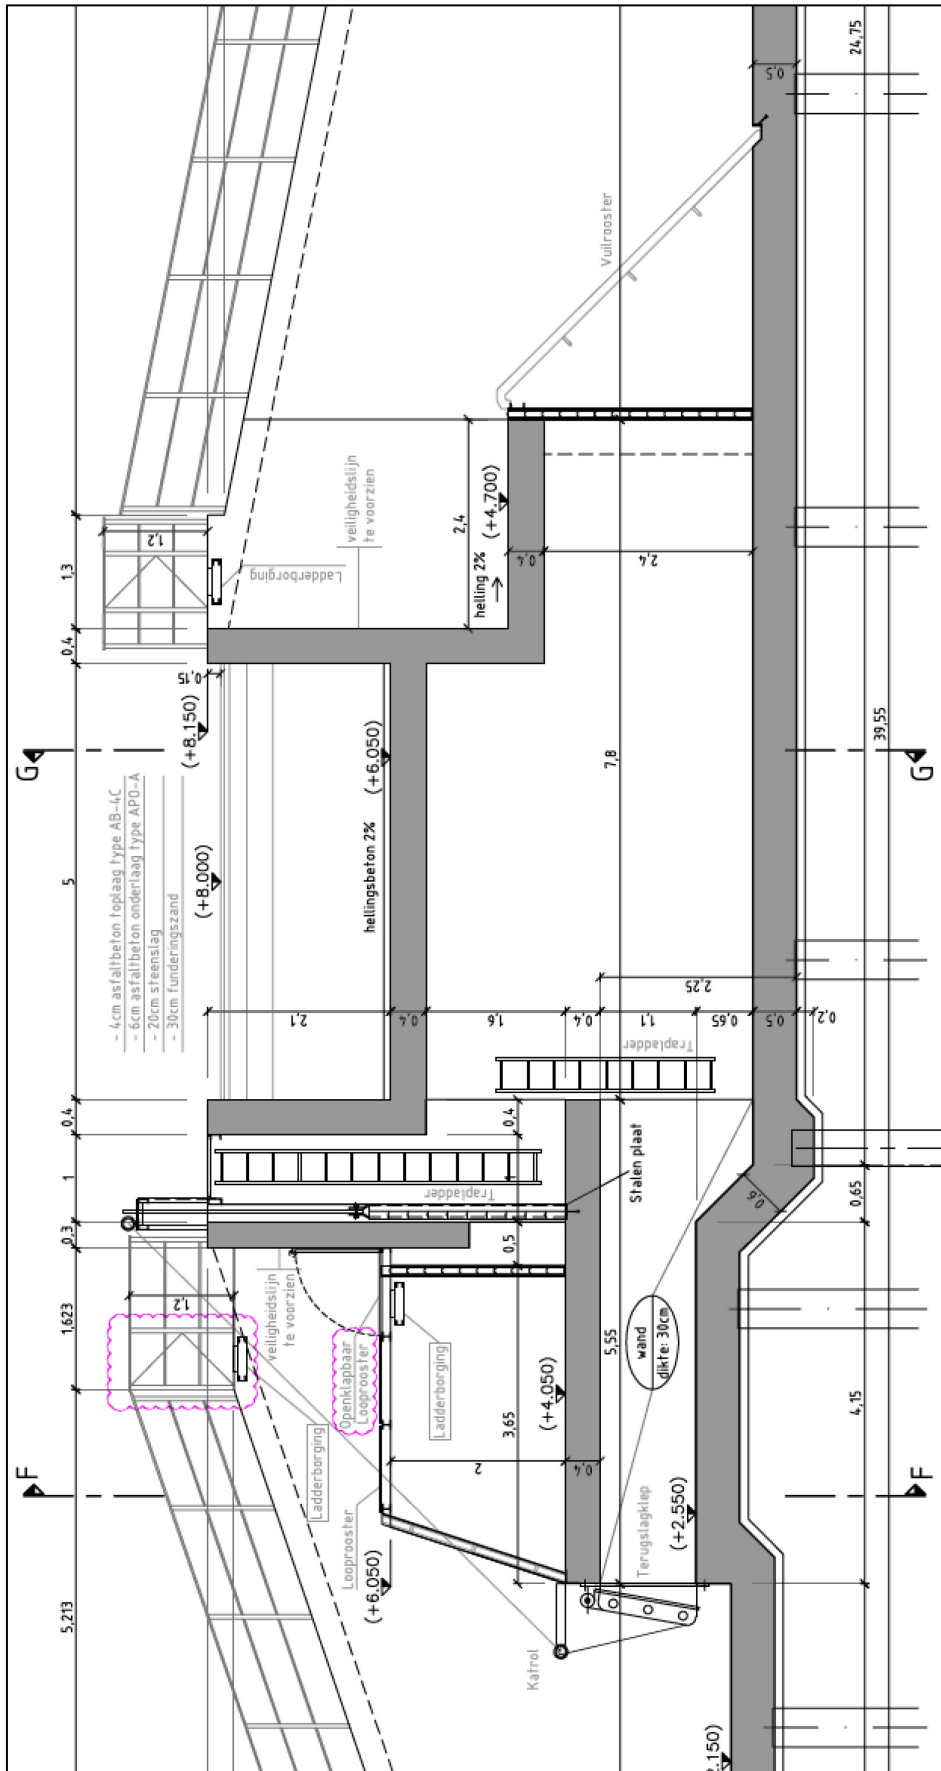 5,213
1,623
0,3
1
0,4
5
0,4
1,3
- 4cm asfaltbeton toplaag type AB-4C
- 6cm asfaltbeton onderlaag type APO-A
- 20cm steenslag
- 30cm funderingszand
G
F
1,2
1,2
(+8.150)
0,15
(+8.000)
Ladderborging
veiligheidslijn
te voorzien
veiligheidslijn
te voorzien
Openklapbaar
Looprooster
Ladderborging
Ladderborging
Looprooster
(+6.050)
(+6.050)
hellingsbeton 2%
2,1
0,4
1,6
0,4
1,1
0,65
0,5
0,2
2,25
Trapladder
Trapladder
Stalen plaat
helling 2%
(+4.700)
2,4
0,4
2,4
Vuilrooster
0,5
24,75
0,4
1
0,5
3,65
2
0,4
(+4.050)
5,55
7,8
wand
dikte: 30cm
0,6
Katrol
Terugslagklep
(+2.550)
4,15
0,65
39,55
G
F
.150)